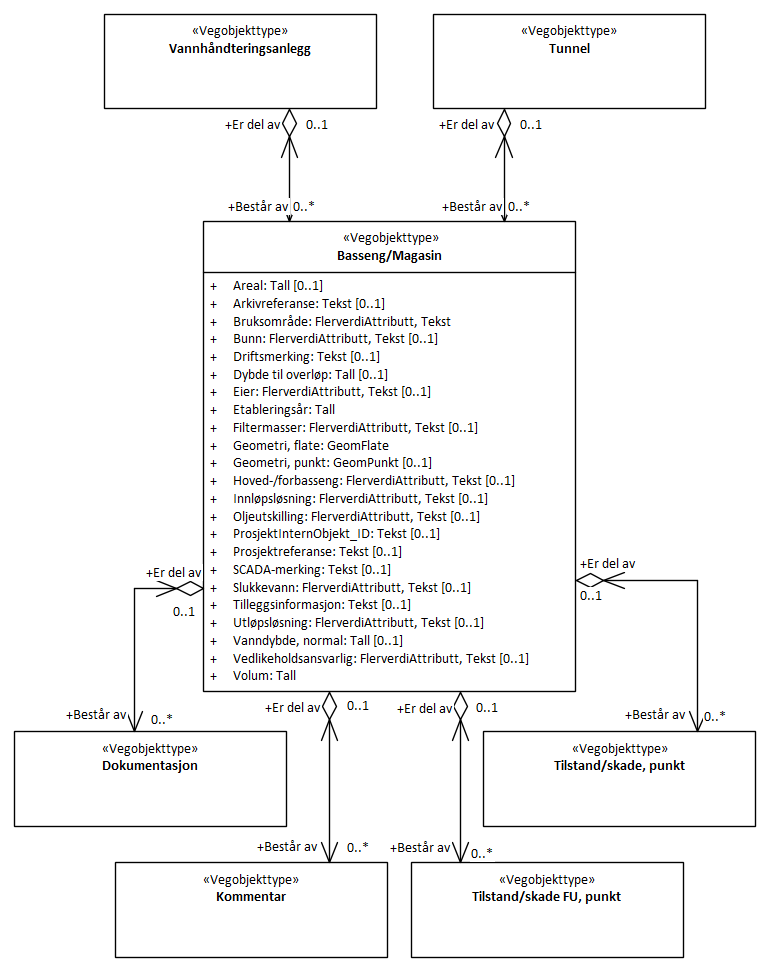 «Vegobjekttype»
Vannhåndteringsanlegg
«Vegobjekttype»
Tunnel
+Er del av 0..1
+Er del av 0..1
+Består av 0..*
+Består av 0..*
«Vegobjekttype»
Basseng/Magasin
+ Areal: Tall [0..1]
+ Arkivreferanse: Tekst [0..1]
+ Bruksområde: FlerverdiAttributt, Tekst
+ Bunn: FlerverdiAttributt, Tekst [0..1]
+ Driftsmerking: Tekst [0..1]
+ Dybde til overløp: Tall [0..1]
+ Eier: FlerverdiAttributt, Tekst [0..1]
+ Etableringsår: Tall
+ Filtermasser: FlerverdiAttributt, Tekst [0..1]
+ Geometri, flate: GeomFlate
+ Geometri, punkt: GeomPunkt [0..1]
+ Hoved-/forbasseng: FlerverdiAttributt, Tekst [0..1]
+ Innløpsløsning: FlerverdiAttributt, Tekst [0..1]
+ Oljeutskilling: FlerverdiAttributt, Tekst [0..1]
+ ProsjektInternObjekt_ID: Tekst [0..1]
+ Prosjektreferanse: Tekst [0..1]
+ SCADA-merking: Tekst [0..1]
+ Slukkevann: FlerverdiAttributt, Tekst [0..1]
+ Tilleggsinformasjon: Tekst [0..1]
+ Utløpsløsning: FlerverdiAttributt, Tekst [0..1]
+ Vanndybde, normal: Tall [0..1]
+ Vedlikeholdsansvarlig: FlerverdiAttributt, Tekst [0..1]
+ Volum: Tall
+Er del av
0..1
+Er del av
0..1
+Er del av 0..1
+Er del av 0..1
+Består av 0..*
+Består av 0..*
«Vegobjekttype»
Dokumentasjon
«Vegobjekttype»
Tilstand/skade, punkt
+Består av 0..*
+Består av 0..*
«Vegobjekttype»
Kommentar
«Vegobjekttype»
Tilstand/skade FU, punkt